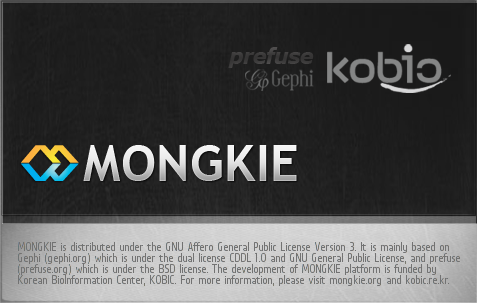 prefuse
Gephi
kobic
MONGKIE
MONGKIE is distributed under the GNU Affero General Public License Version 3. It is mainly based on
Gephi (gephi.org) which is under the dual license CDDL 1.0 and GNU General Public License, and prefuse
(prefuse.org) which is under the BSD license. The development of MONGKIE platform is funded by
Korean BioInformation Center, KOBIC. For more information, please visit mongkie.org and kobic.re.kr.